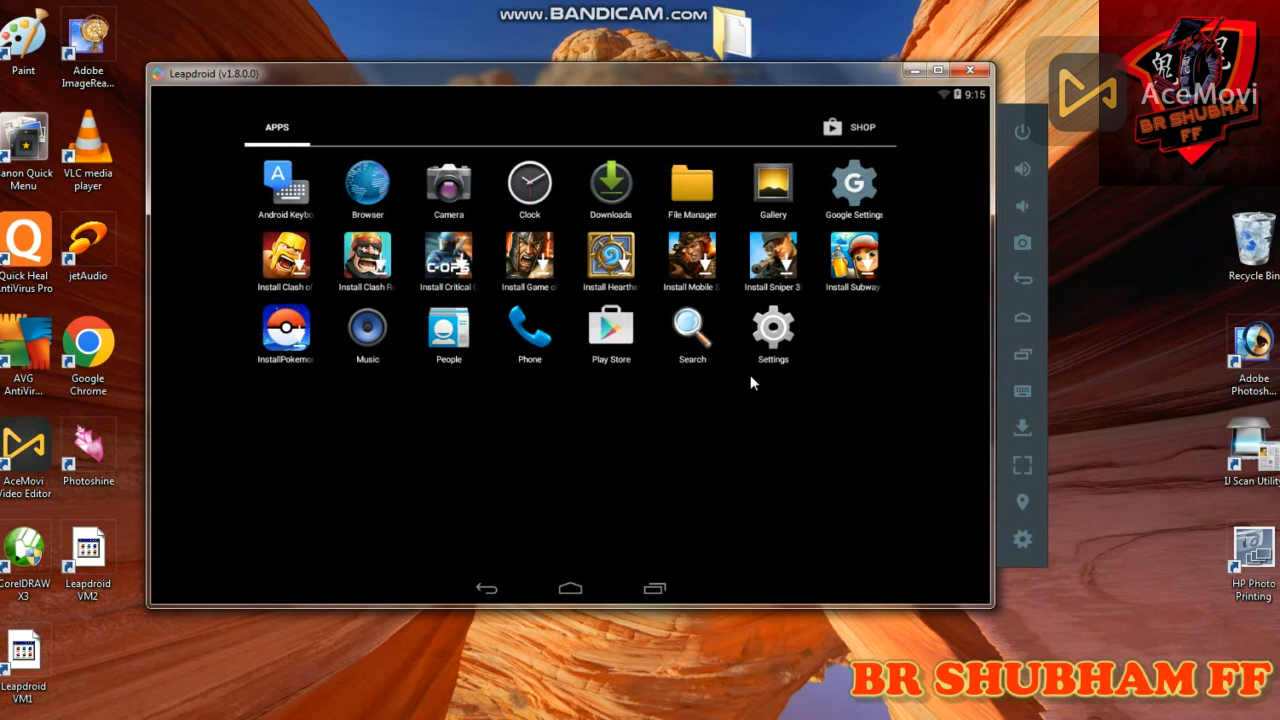 www.BANDICAM.com
Paint
Adobe
ImageRea...
Canon Quick
Menu
VLC media
player
Quick Heal
AntiVirus Pro
jetAudio
AVG
AntiVir...
Google
Chrome
AceMovi
Video Editor
Photoshine
CorelDRAW
X3
Leapdroid
VM2
Leapdroid
VM1
Leapdroid (v1.8.0.0)
9:15
APPS
SHOP
Android Keybo
Browser
Camera
Clock
Downloads
File Manager
Gallery
Google Settings
Install Clash of
Install Clash R
Install Critical
Install Game o
Install Hearths
Install Mobile S
Install Sniper 3
Install Subway
C-OPS
InstallPokemon
Music
People
Phone
Play Store
Search
Settings
AceMovi
鬼 鬼
BR SHUBHA
FF
Recycle Bin
Adobe
Photosh...
IJ Scan Utility
HP Photo
Printing
BR SHUBHAM FF